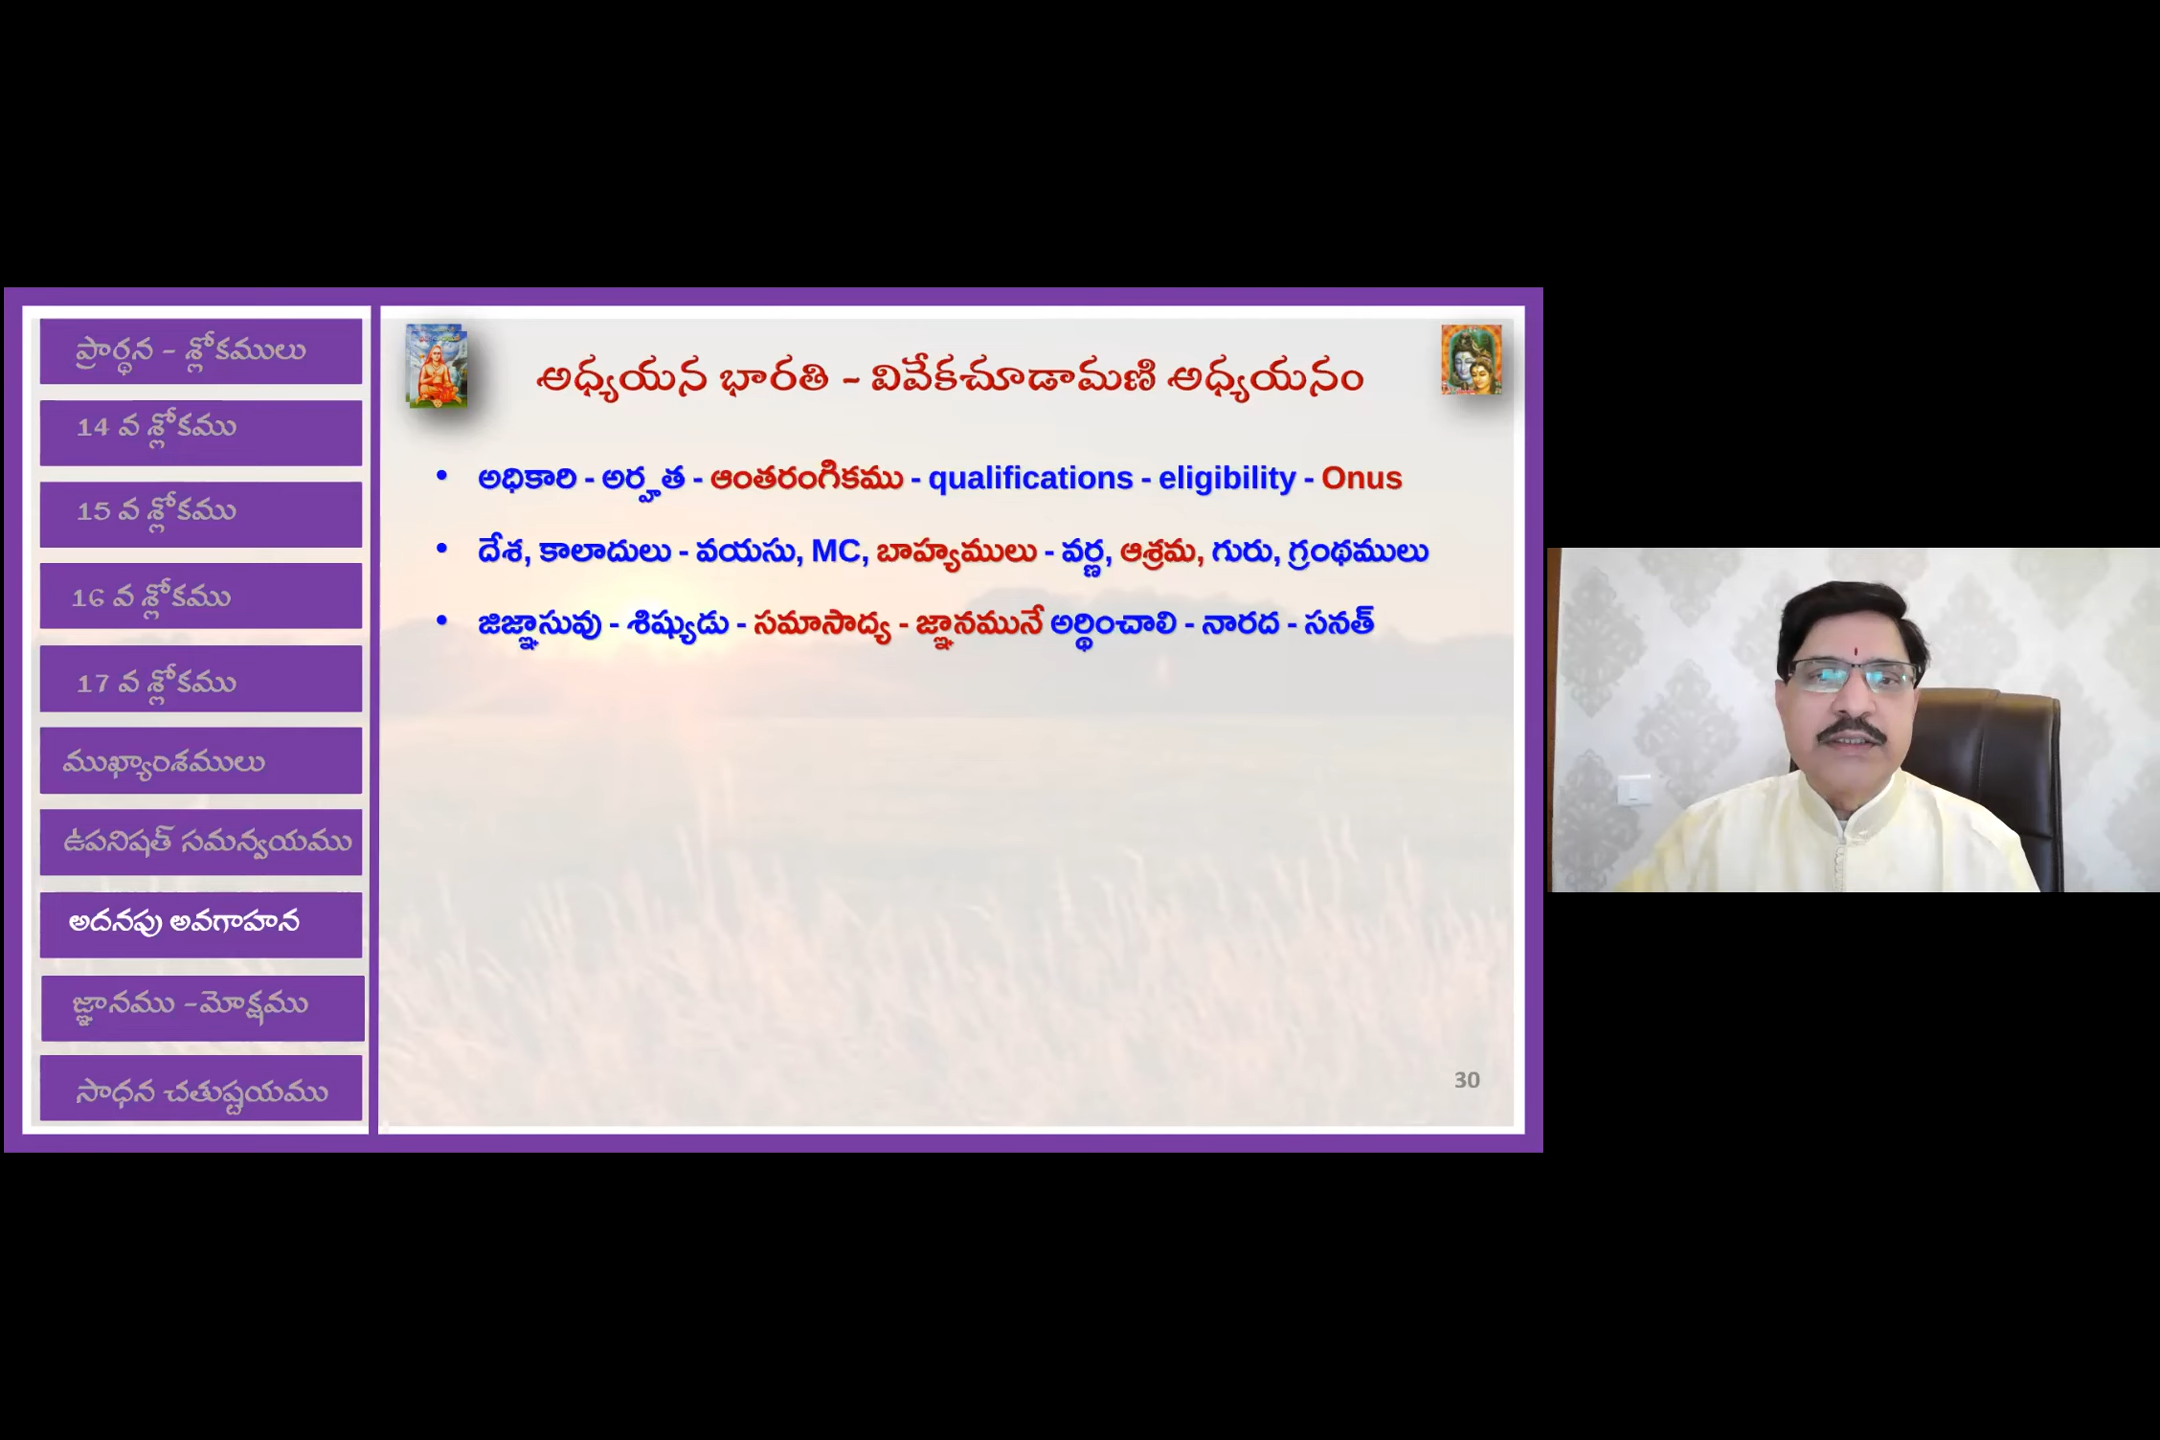 ప్రార్థన - శ్లోకములు
14 వ శ్లోకము
15 వ శ్లోకము
16 వ శ్లోకము
17 వ శ్లోకము
ముఖ్యాంశములు
ఉపనిషత్ సమన్వయము
అదనపు అవగాహన
జ్ఞానము -మోక్షము
సాధన చతుష్టయము
అధ్యయన భారతి - వివేకచూడామణి అధ్యయనం
• అధికారి - అర్హత - ఆంతరంగికము - qualifications - eligibility - Onus
• దేశ, కాలాదులు - వయసు, MC, బాహ్యములు - వర్ణ, ఆశ్రమ, గురు, గ్రంథములు
• జిజ్ఞాసువు - శిష్యుడు - సమాసాద్య - జ్ఞానమునే అర్థించాలి - నారద - సనత్
30